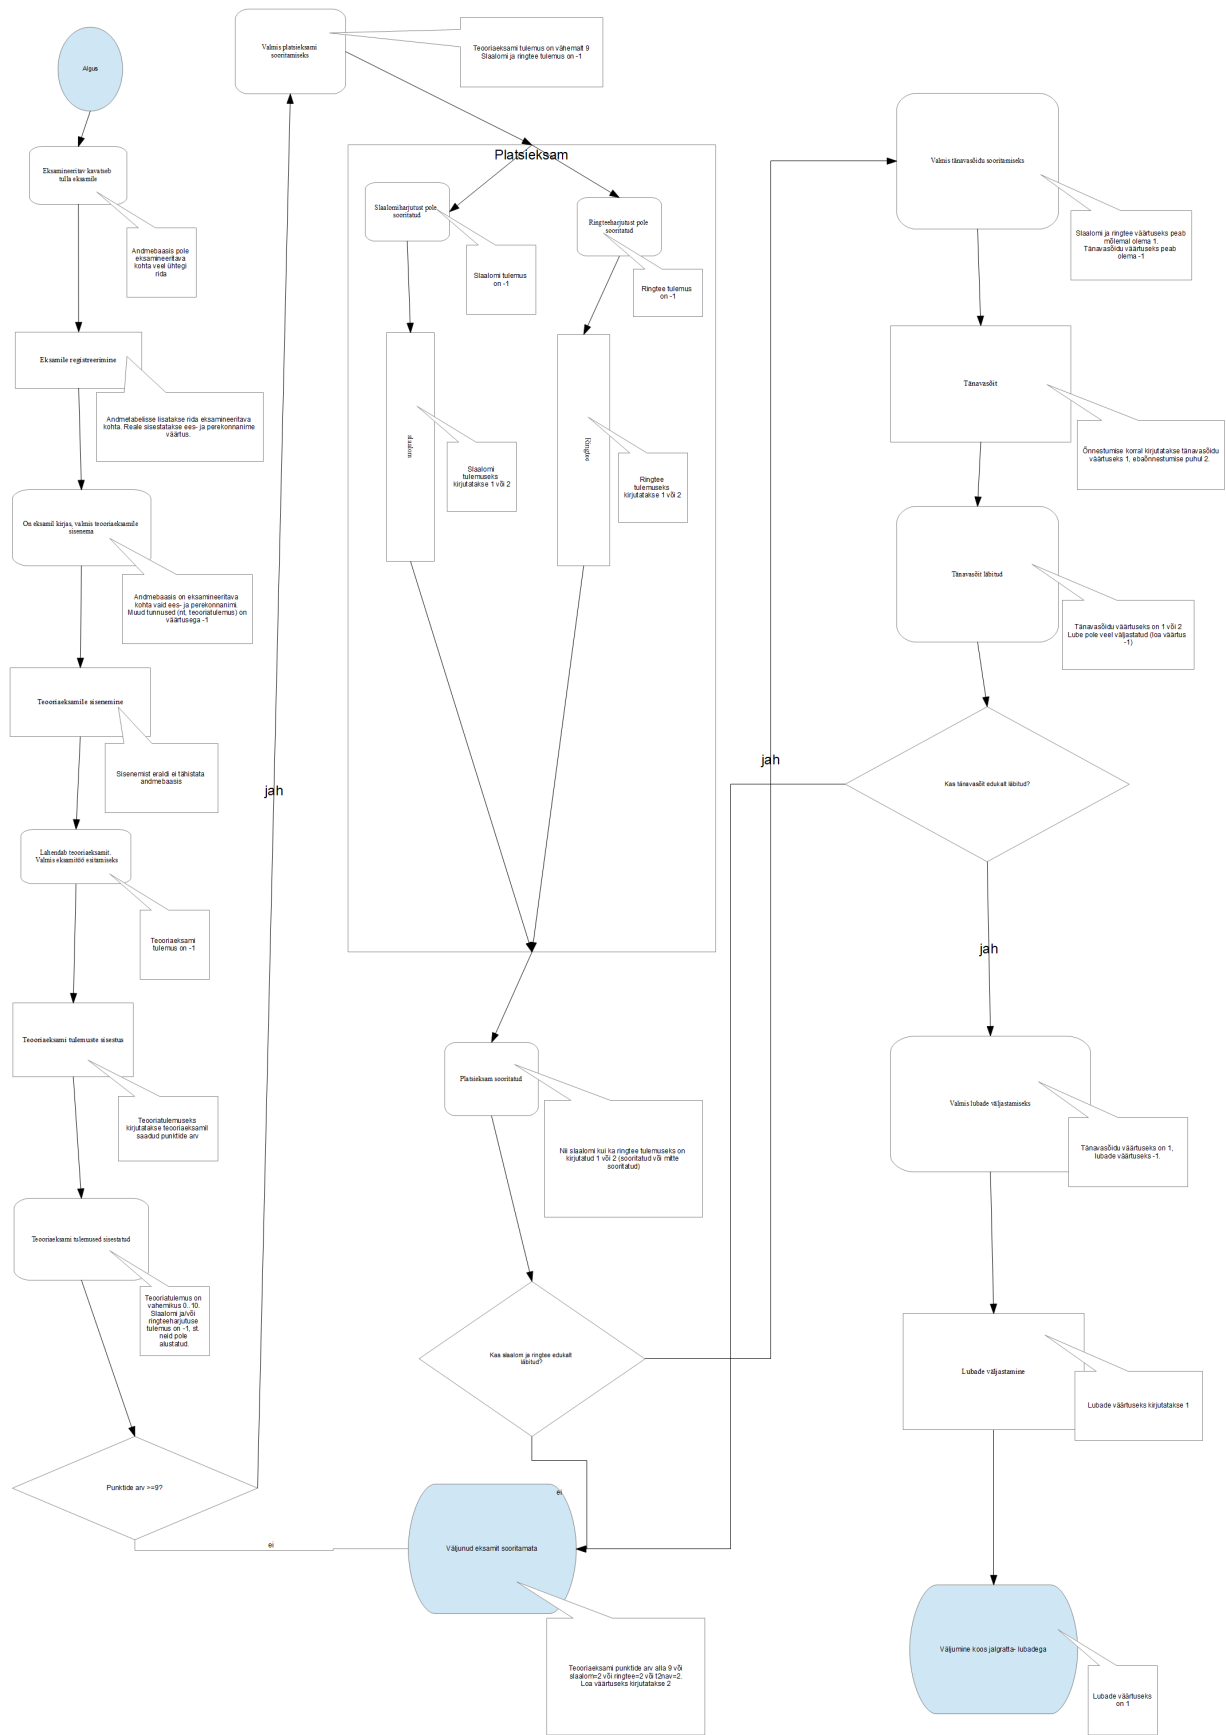 Algus
Eksamineeritav kavatseb
tulla eksamile
Andmebaasis pole
eksamineeritava
kohta veel ühtegi
rida
Eksamile registreerimine
Andmetabelisse lisatakse rida eksamineeritava
kohta. Reale sisestatakse ees- ja perekonnanime
väärtus.
On eksamil kirjas, valmis teooriaeksamile
sisenema
Andmebaasis on eksamineeritava
kohta vaid ees- ja perekonnanimi.
Muud tunnused (nt, teooriatulemus) on
väärtusega -1
Teooriaeksamile sisenemine
Sisenemist eraldi ei tähistata
andmebaasis
Lahendab teooriaeksamit.
Valmis eksamitöö esitamiseks
Teooriaeksami
tulemus on -1
Teooriaeksami tulemuste sisestus
Teooriatulemuseks
kirjutatakse teooriaeksamil
saadud punktide arv
Teooriaeksami tulemused sisestatud
Teooriatulemus on
vahemikus 0..10.
Slaalomi ja/või
ringteeharjutuse
tulemus on -1, st.
neid pole
alustatud.
Punktide arv >=9?
jah
ei
Valmis platsieksami
sooritamiseks
Teooriaeksami tulemus on vähemalt 9
Slaalomi ja ringtee tulemus on -1
Platsieksam
Slaalomiharjutust pole
sooritatud
Slaalomi tulemus
on -1
Ringteeharjutust pole
sooritatud
Ringtee tulemus
on -1
slaalom
Slaalomi
tulemuseks
kirjutatakse 1 või 2
Ringtee
Ringtee
tulemuseks
kirjutatakse 1 või 2
Platsieksam sooritatud
Nii slaalomi kui ka ringtee tulemuseks on
kirjutatud 1 või 2 (sooritatud või mitte
sooritatud)
Kas slaalom ja ringtee edukalt
läbitud?
jah
ei
Väljunud eksamit sooritamata
Teooriaeksami punktide arv alla 9 või
slaalom=2 või ringtee=2 või t2nav=2.
Loa väärtuseks kirjutatakse 2
Valmis tänavasõidu sooritamiseks
Slaalomi ja ringtee väärtuseks peab
mõlemal olema 1.
Tänavasõidu väärtuseks peab
olema -1
Tänavasõit
Õnnestumise korral kirjutatakse tänavasõidu
väärtuseks 1, ebaõnnestumise puhul 2.
Tänavasõit läbitud
Tänavasõidu väärtuseks on 1 või 2
Lube pole veel väljastatud (loa väärtus
-1)
Kas tänavasõit edukalt läbitud?
jah
Valmis lubade väljastamiseks
Tänavasõidu väärtuseks on 1,
lubade väärtuseks -1.
Lubade väljastamine
Lubade väärtuseks kirjutatakse 1
Väljumine koos jalgratta- lubadega
Lubade väärtuseks
on 1